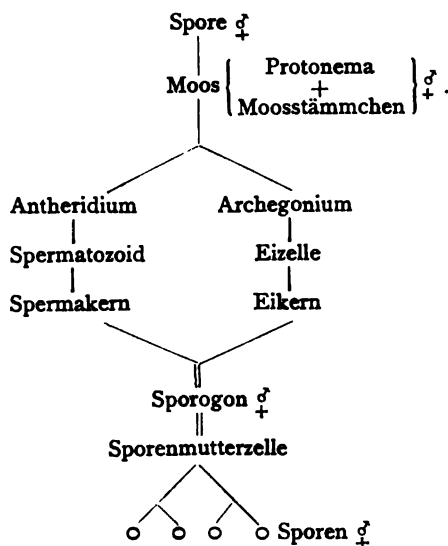 Spore ⚥
Moos { Protonema + Moosstämmchen } ⚥ .
Antheridium Archegonium
Spermatozoid Eizelle
Spermakern Eikern
Sporogon ⚥
Sporenmutterzelle
Sporen ⚥